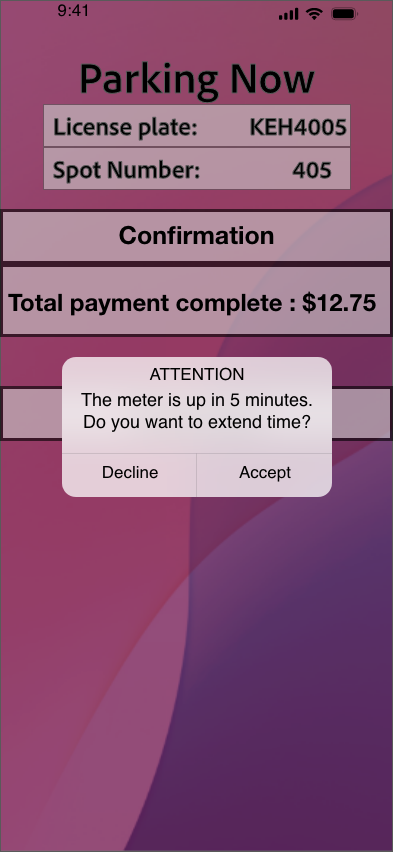 9:41
Parking Now
License plate: KEH4005
Spot Number: 405
Confirmation
Total payment complete : $12.75
ATTENTION
The meter is up in 5 minutes.
Do you want to extend time?
Decline Accept